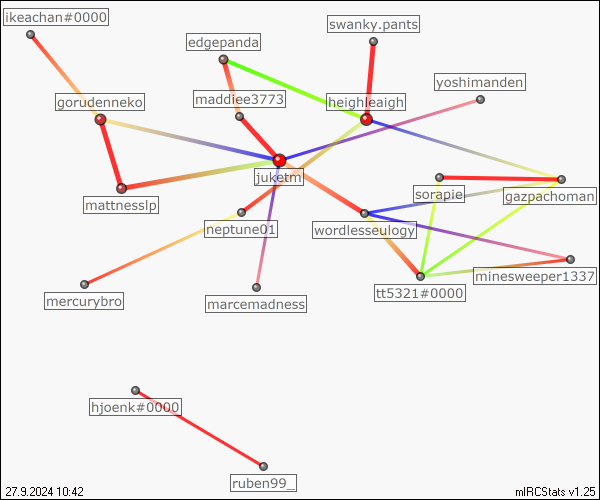 ikeachan#0000
swanky.pants
edgepanda
yoshimanden
maddiee3773
gorudenneko
heighleaigh
jukerm
sorapie
gazpachoman
mattnesslp
neptune01
wordlesseulogy
minesweeper1337
tt5321#0000
mercurybro
marcemadness
hjoenk#0000
ruben99_
27.9.2024 10:42
mIRCStats v1.25